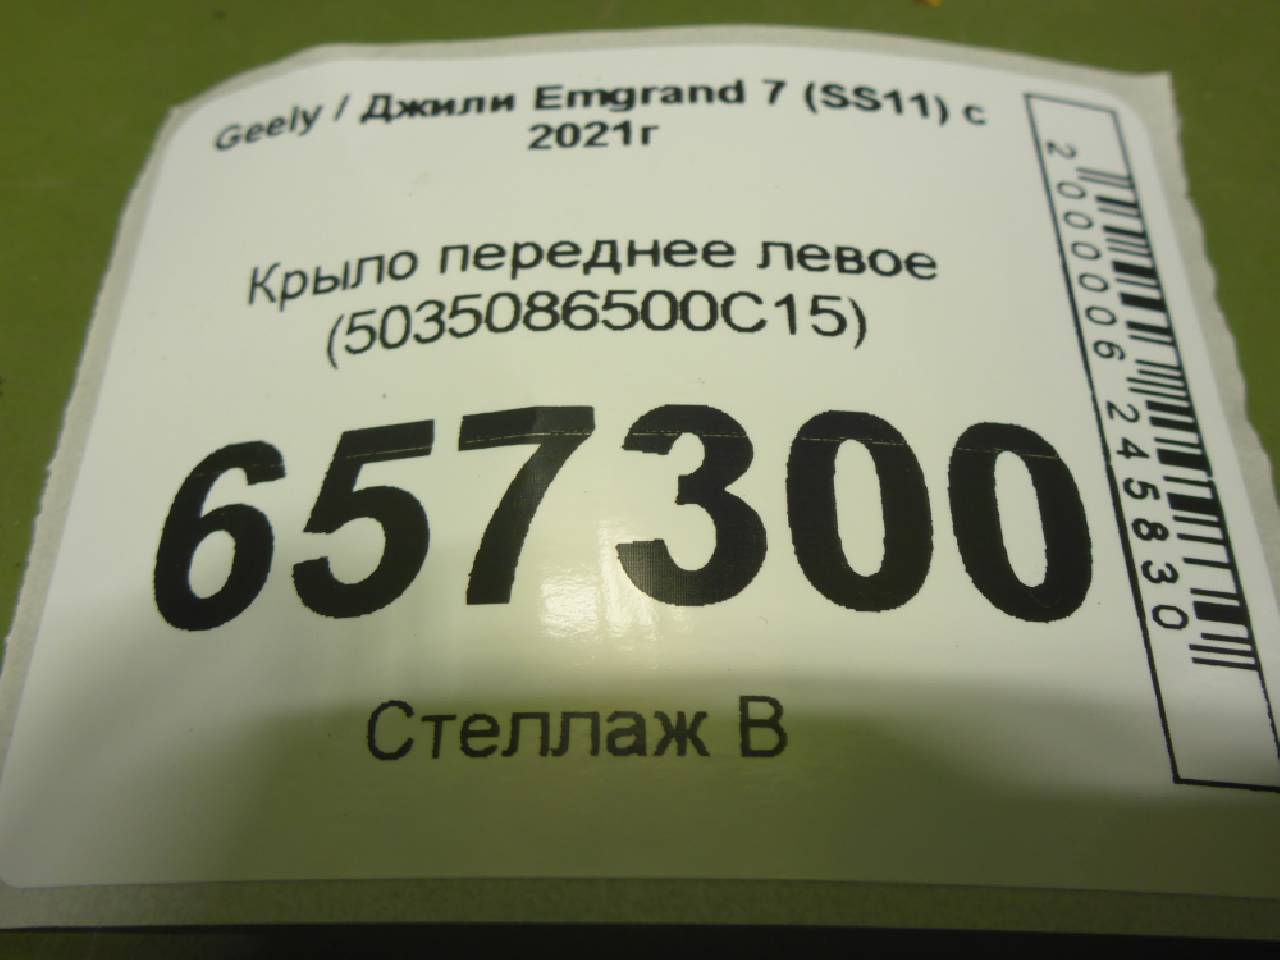 Geely / Джили Emgrand 7 (SS11) с
2021г
Крыло переднее левое
(5035086500C15)
657300
Стеллаж В
2000006245830